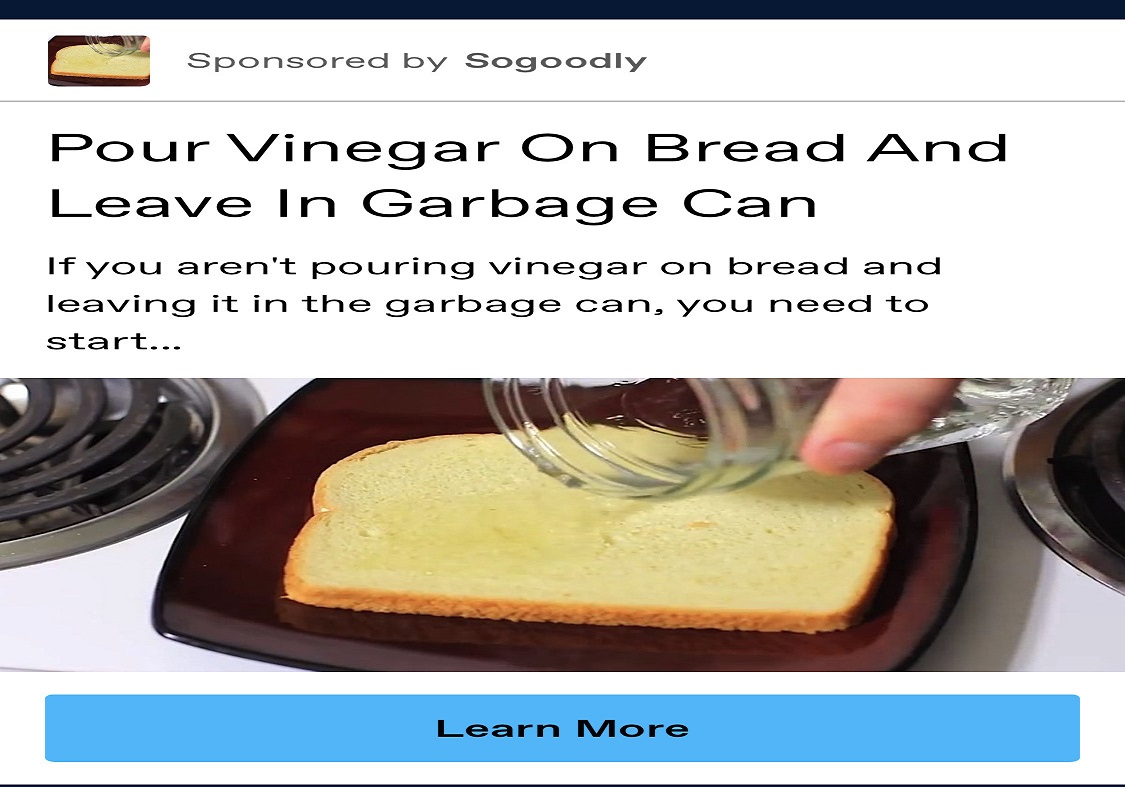 Sponsored by Sogoodly
Pour Vinegar On Bread And
Leave In Garbage Can
If you aren't pouring vinegar on bread and
leaving it in the garbage can, you need to
start...
Learn More